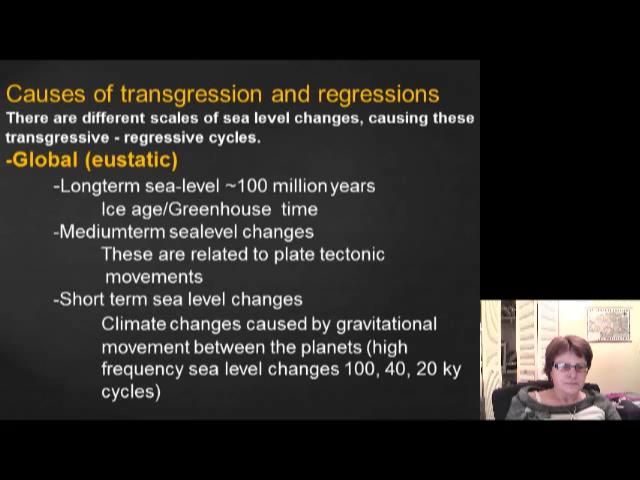 Causes of transgression and regressions
There are different scales of sea level changes, causing these
transgressive - regressive cycles.
-Global (eustatic)
-Longterm sea-level ~100 million years
Ice age/Greenhouse time
-Mediumterm sealevel changes
These are related to plate tectonic
movements
-Short term sea level changes
Climate changes caused by gravitational
movement between the planets (high
frequency sea level changes 100, 40, 20 ky
cycles)